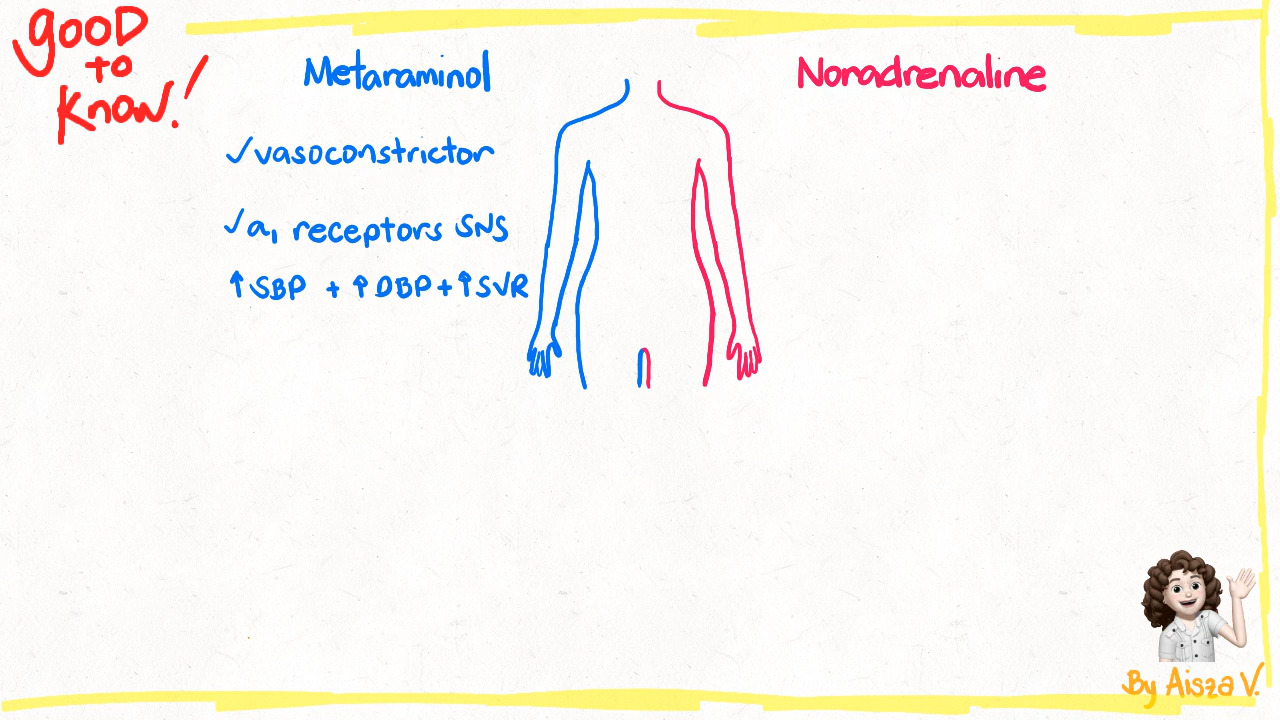 good
to
Know!
Metaraminol
Noradrenaline
✓vasoconstrictor
✓a₁ receptors SNS
↑SBP + ↑DBP+↑SVR
By Aisza V.